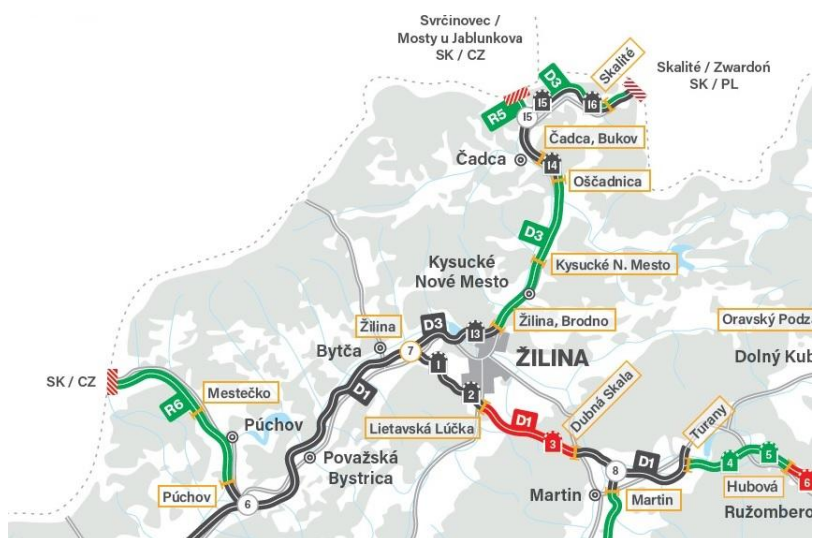 Svrčinovec /
Mosty u Jablunkova
SK / CZ
Skalité / Zwardoń
SK / PL
Skalité
D3
R5
I5
I6
I5
Čadca, Bukov
Čadca
I4
Oščadnica
D3
Kysucké
Nové Mesto
Kysucké N. Mesto
Žilina
D3
I3
Žilina, Brodno
Oravský Podz
Bytča
7
1
ŽILINA
Dolný Kub
SK / CZ
Mestečko
R6
D1
2
Dubná Skala
Turany
Púchov
Lietavská Lúčka
D1
3
Považská
Bystrica
8
D1
4
5
6
Púchov
6
Martin
Martin
Hubová
Ružombero